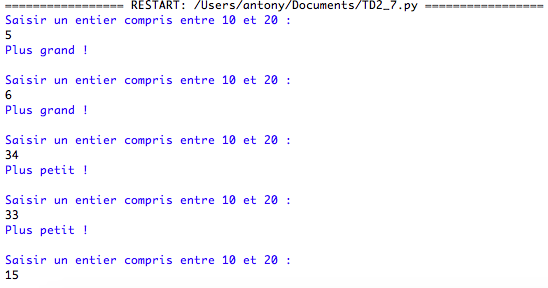 ================= RESTART: /Users/antony/Documents/TD2_7.py =================
Saisir un entier compris entre 10 et 20 :
5
Plus grand !
Saisir un entier compris entre 10 et 20 :
6
Plus grand !
Saisir un entier compris entre 10 et 20 :
34
Plus petit !
Saisir un entier compris entre 10 et 20 :
33
Plus petit !
Saisir un entier compris entre 10 et 20 :
15